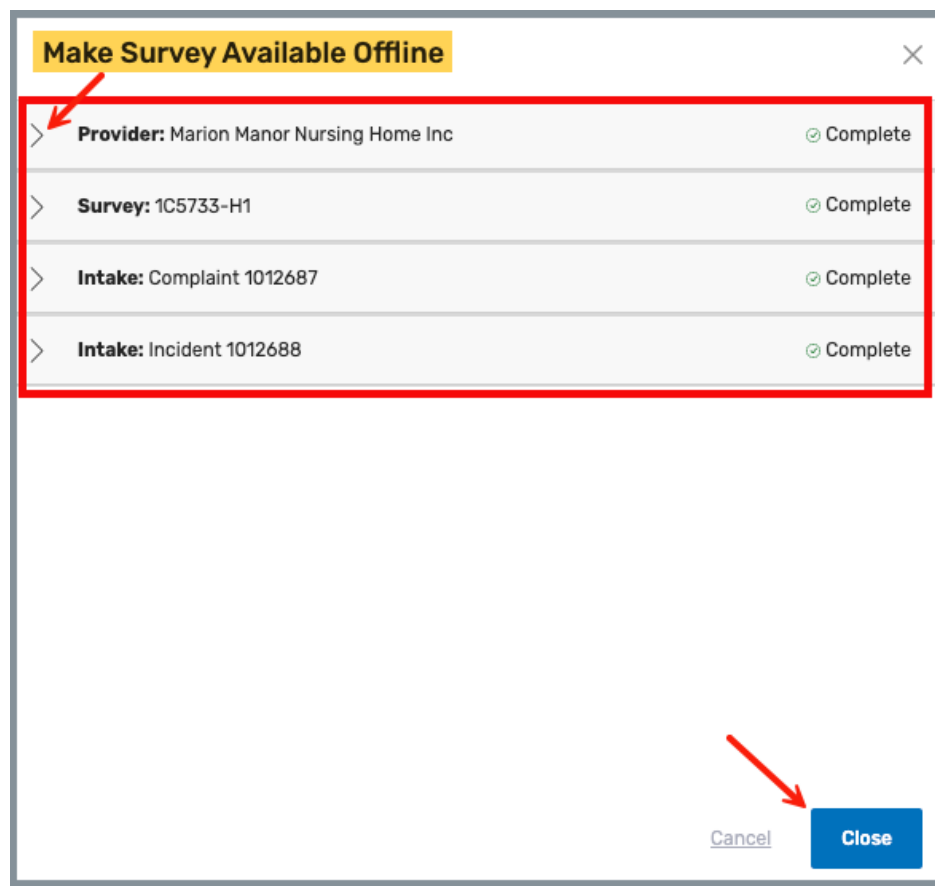 Make Survey Available Offline
Provider: Marion Manor Nursing Home Inc Complete
Survey: 1C5733-H1 Complete
Intake: Complaint 1012687 Complete
Intake: Incident 1012688 Complete
Cancel Close